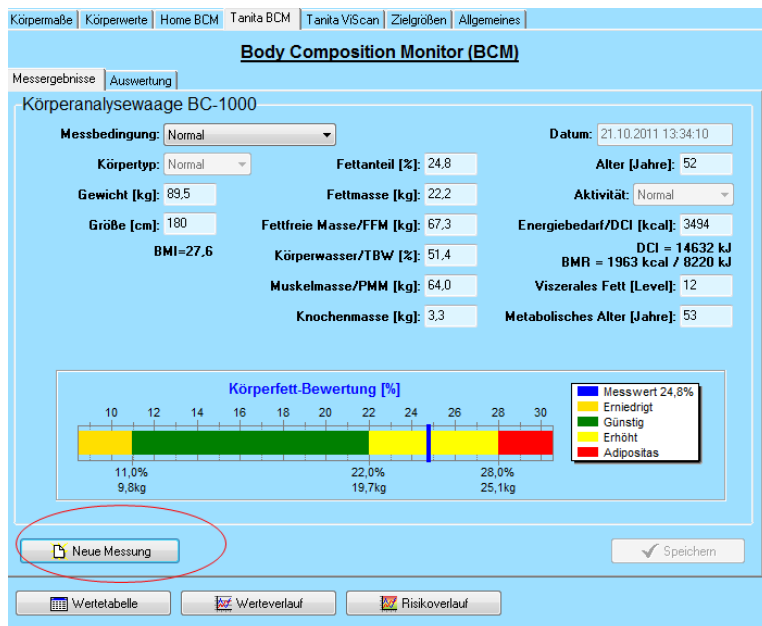 Körpermaße Körperwerte Home BCM Tanita BCM Tanita ViScan Zielgrößen Allgemeines
Body Composition Monitor (BCM)
Messergebnisse Auswertung
Körperanalysewaage BC-1000
Messbedingung: Normal Datum: 21.10.2011 13:34:10
Körpertyp: Normal Fettanteil [%]: 24,8 Alter [Jahre]: 52
Gewicht [kg]: 89,5 Fettmasse [kg]: 22,2 Aktivität: Normal
Größe [cm]: 180 Fettfreie Masse/FFM [kg]: 67,3 Energiebedarf/DCI [kcal]: 3494
BMI=27,6 Körperwasser/TBW [%]: 51,4 DCI = 14632 kJ
BMR = 1963 kcal / 8220 kJ
Muskelmasse/PMM [kg]: 64,0 Viszerales Fett [Level]: 12
Knochenmasse [kg]: 3,3 Metabolisches Alter [Jahre]: 53
Körperfett-Bewertung [%]
10 12 14 16 18 20 22 24 26 28 30
11,0% 22,0% 28,0%
9,8kg 19,7kg 25,1kg
Messwert 24,8%
Erniedrigt
Günstig
Erhöht
Adipositas
Neue Messung Speichern
Wertetabelle Werteverlauf Risikoverlauf